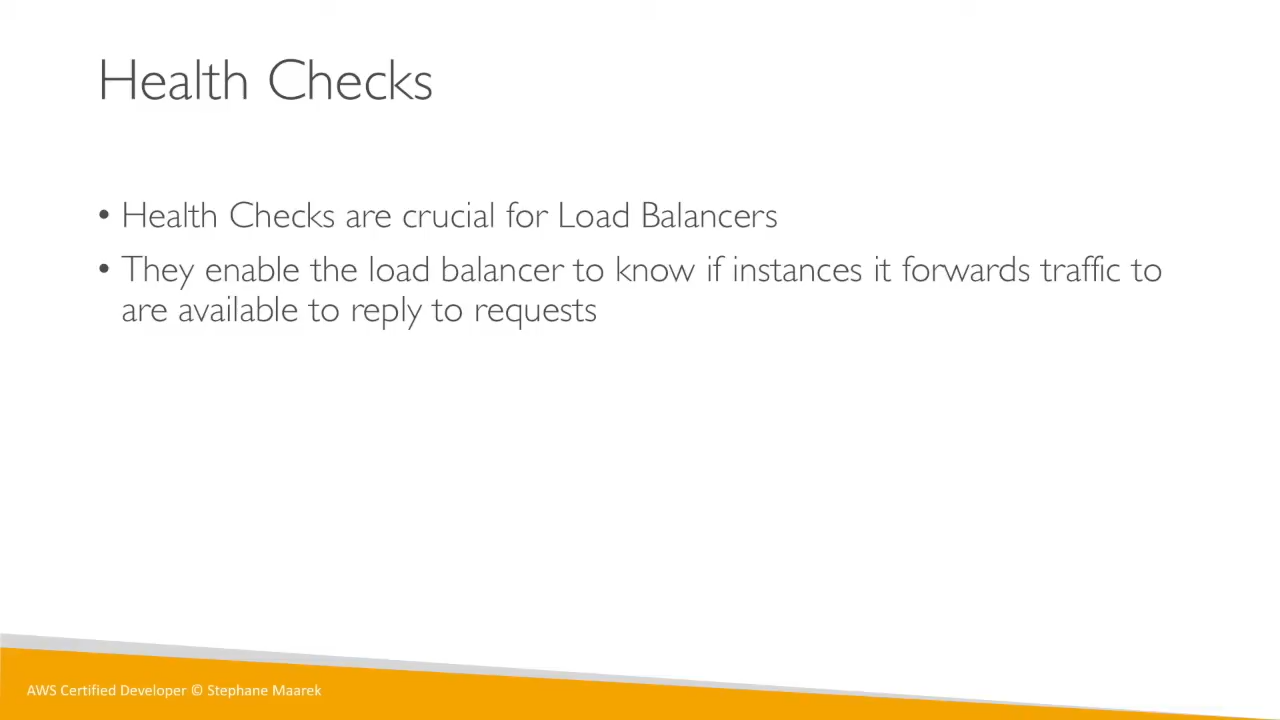 Health Checks
• Health Checks are crucial for Load Balancers
• They enable the load balancer to know if instances it forwards traffic to
are available to reply to requests
AWS Certified Developer © Stephane Maarek